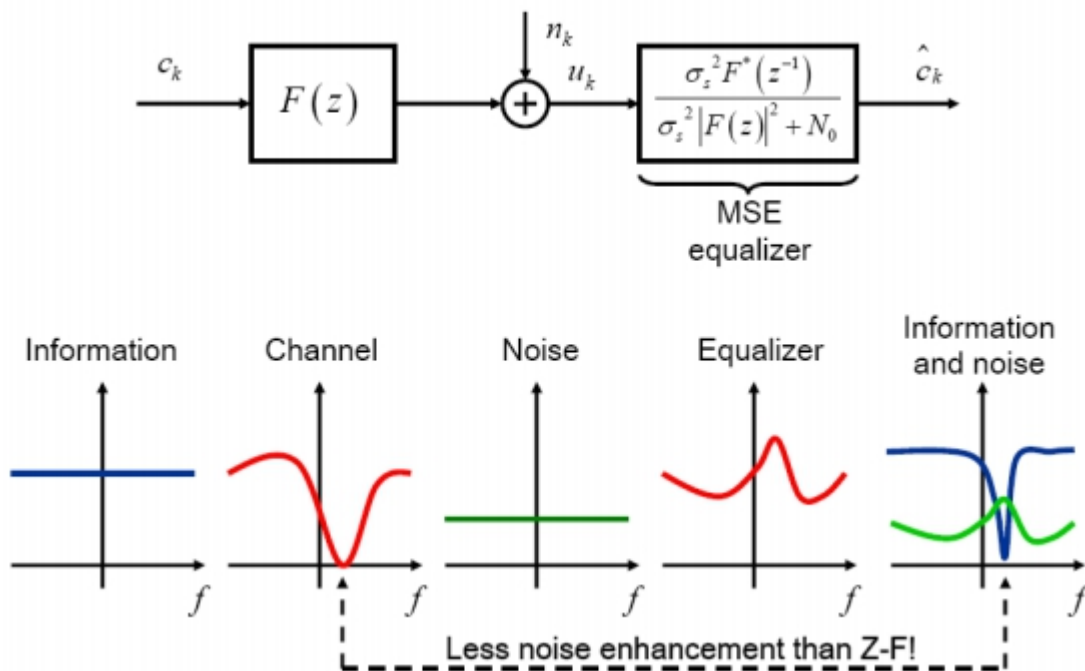 n_k
c_k
F(z)
+
u_k
σ_s²F*(z⁻¹)
σ_s²|F(z)|²+N₀
ĉ_k
MSE
equalizer
Information
Channel
Noise
Equalizer
Information
and noise
f
f
f
f
f
Less noise enhancement than Z-F!